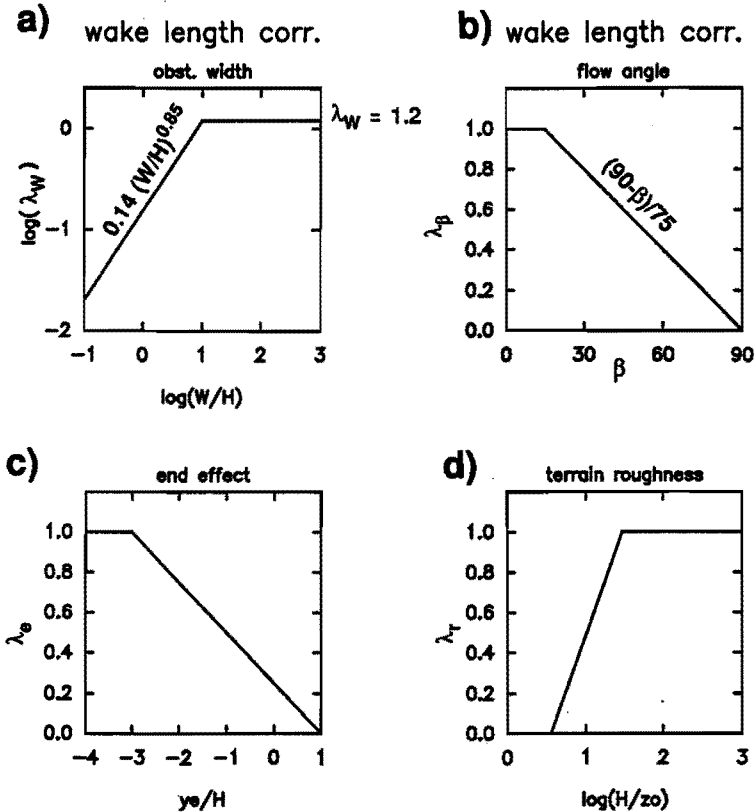 a) wake length corr.
obst. width
0
−1
−2
log(λW)
0.14 (W/H)^0.85
λW = 1.2
−1 0 1 2 3
log(W/H)
b) wake length corr.
flow angle
1.0
0.8
0.6
0.4
0.2
0.0
λβ
(90-β)/75
0 30 60 90
β
c)
end effect
1.0
0.8
0.6
0.4
0.2
0.0
λe
−4 −3 −2 −1 0 1
ye/H
d)
terrain roughness
1.0
0.8
0.6
0.4
0.2
0.0
λr
0 1 2 3
log(H/zo)